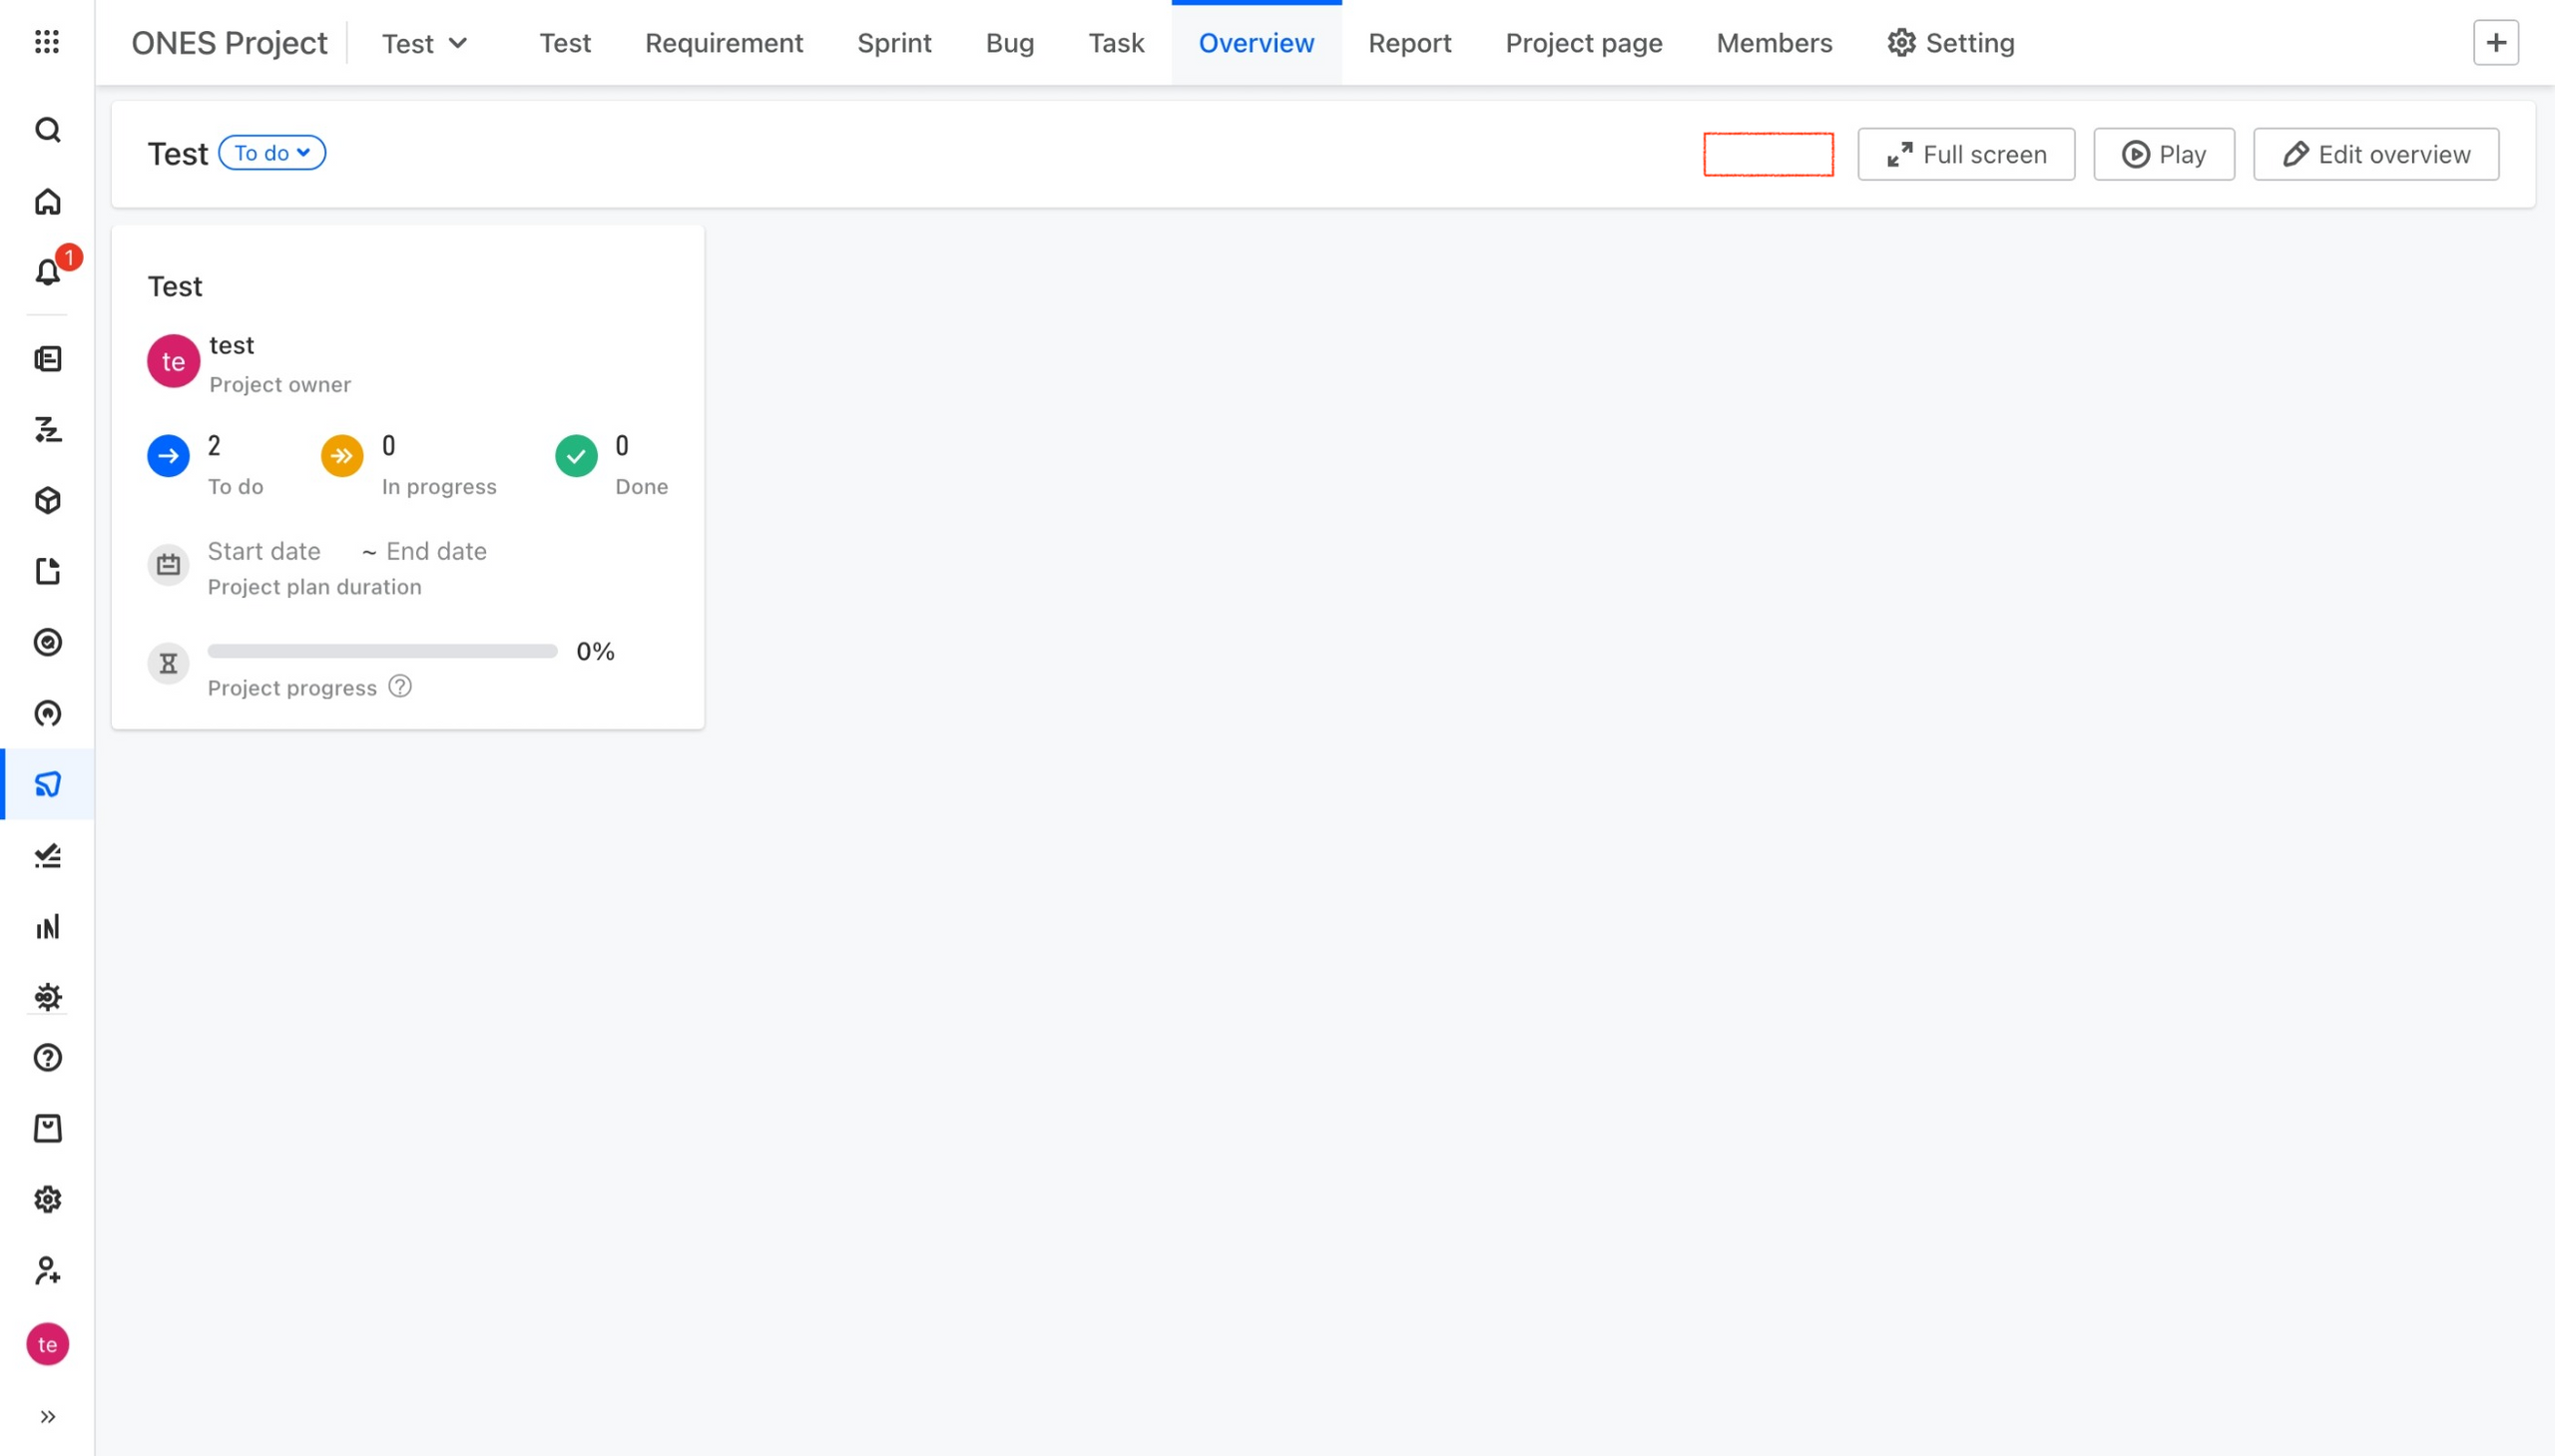 ONES Project Test Test Requirement Sprint Bug Task Overview Report Project page Members Setting
Test To do Full screen Play Edit overview
1
Test
te test
Project owner
2 0 0
To do In progress Done
Start date ~ End date
Project plan duration
0%
Project progress
te